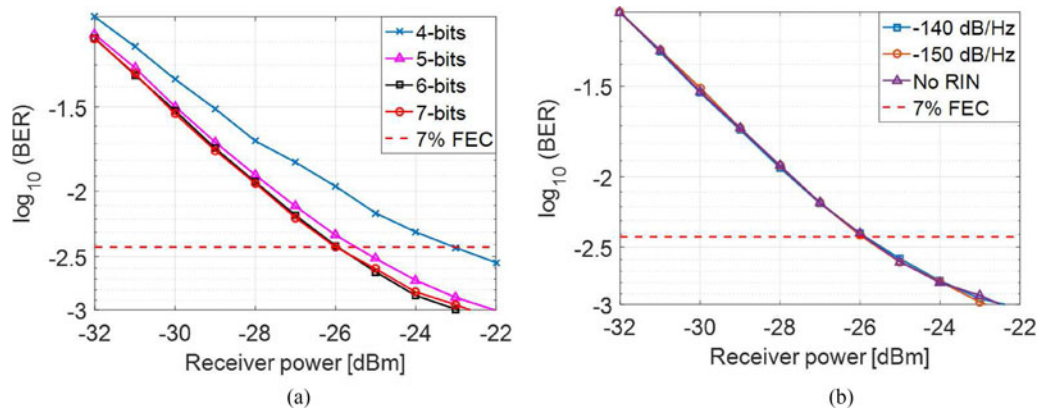 4-bits
5-bits
6-bits
7-bits
7% FEC
-1.5
-2
-2.5
-3
log10 (BER)
-32
-30
-28
-26
-24
-22
Receiver power [dBm]
(a)
-140 dB/Hz
-150 dB/Hz
No RIN
7% FEC
-1.5
-2
-2.5
-3
log10 (BER)
-32
-30
-28
-26
-24
-22
Receiver power [dBm]
(b)